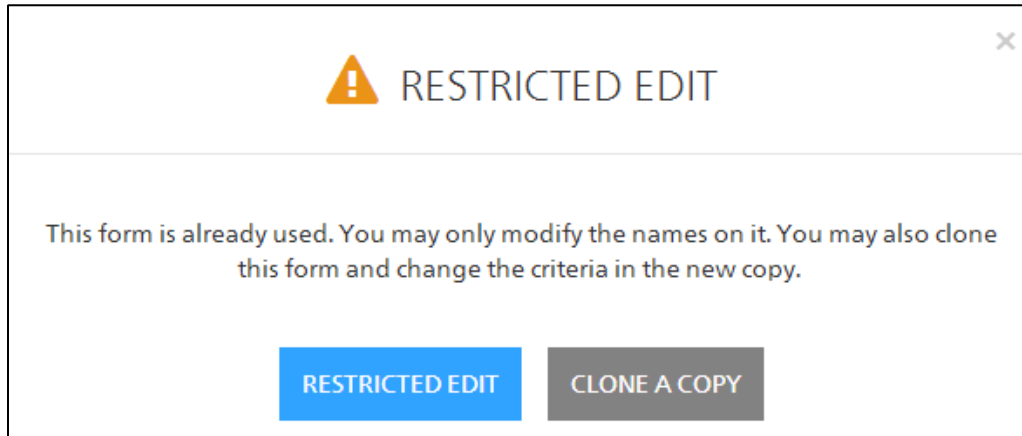 RESTRICTED EDIT
This form is already used. You may only modify the names on it. You may also clone
this form and change the criteria in the new copy.
RESTRICTED EDIT
CLONE A COPY